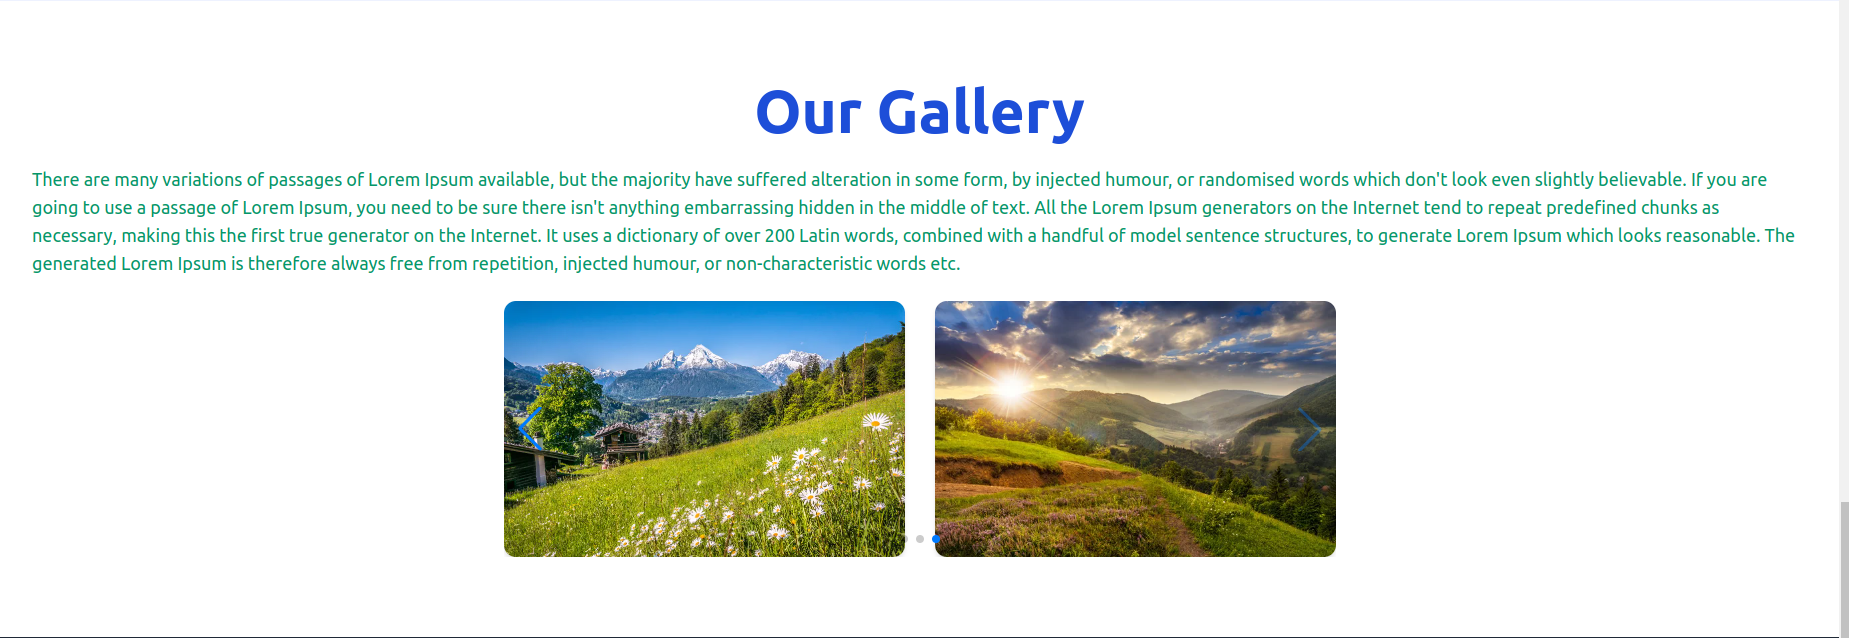 Our Gallery
There are many variations of passages of Lorem Ipsum available, but the majority have suffered alteration in some form, by injected humour, or randomised words which don't look even slightly believable. If you are
going to use a passage of Lorem Ipsum, you need to be sure there isn't anything embarrassing hidden in the middle of text. All the Lorem Ipsum generators on the Internet tend to repeat predefined chunks as
necessary, making this the first true generator on the Internet. It uses a dictionary of over 200 Latin words, combined with a handful of model sentence structures, to generate Lorem Ipsum which looks reasonable. The
generated Lorem Ipsum is therefore always free from repetition, injected humour, or non-characteristic words etc.